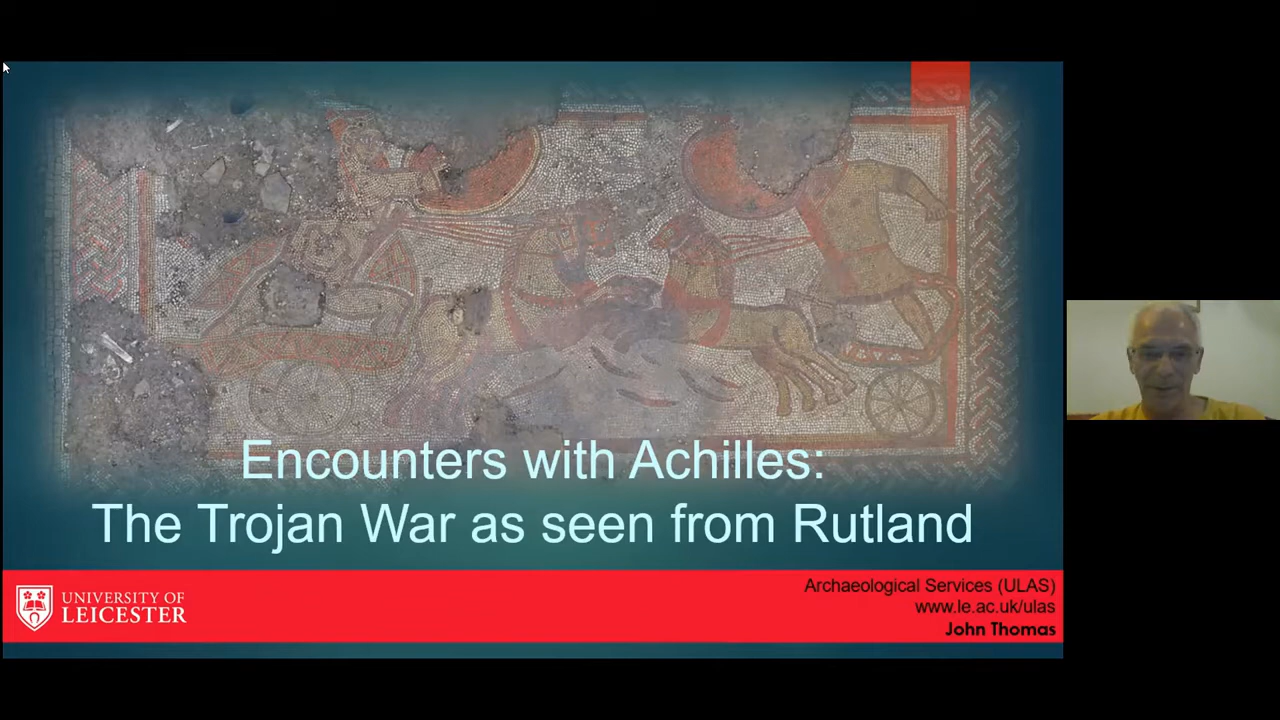 Encounters with Achilles:
The Trojan War as seen from Rutland
UNIVERSITY OF
LEICESTER
Archaeological Services (ULAS)
www.le.ac.uk/ulas
John Thomas